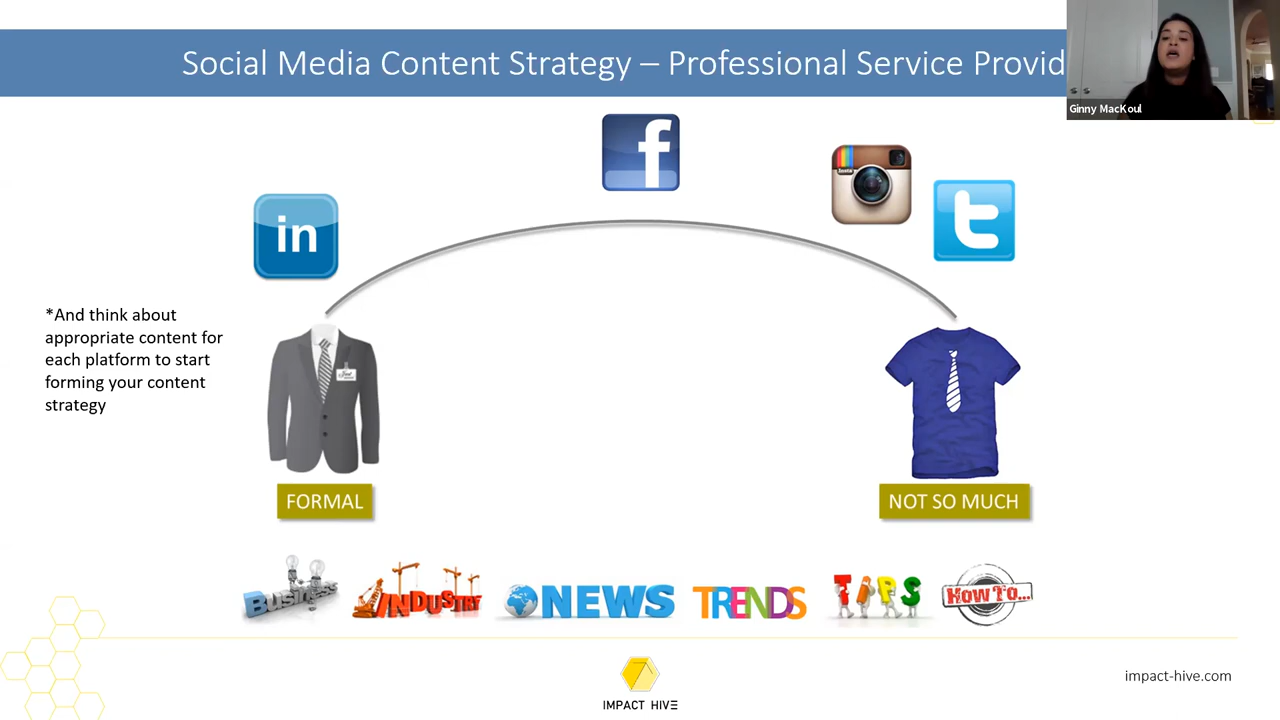 Social Media Content Strategy – Professional Service Provid
Ginny MacKoul
f
Insta
in
t
*And think about
appropriate content for
each platform to start
forming your content
strategy
FORMAL
NOT SO MUCH
Business
INDUSTRY
NEWS
TRENDS
TIPS
HOW TO...
IMPACT HIVE
impact-hive.com